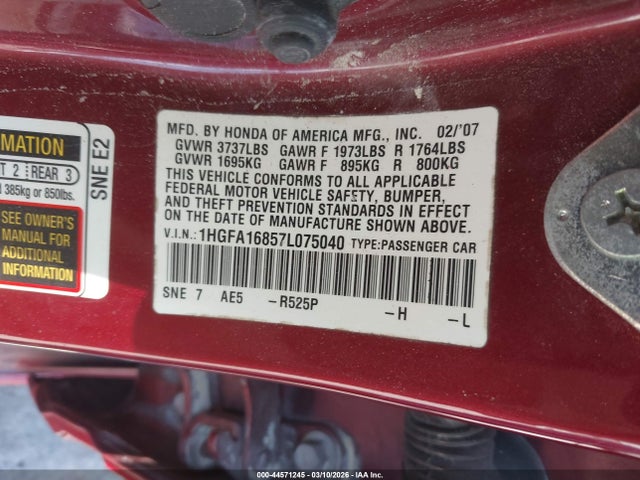 MFD. BY HONDA OF AMERICA MFG., INC. 02/'07
GVWR 3737LBS GAWR F 1973LBS R 1764LBS
GVWR 1695KG GAWR F 895KG R 800KG
THIS VEHICLE CONFORMS TO ALL APPLICABLE
FEDERAL MOTOR VEHICLE SAFETY, BUMPER,
AND THEFT PREVENTION STANDARDS IN EFFECT
ON THE DATE OF MANUFACTURE SHOWN ABOVE.
V.I.N.: 1HGFA16857L075040 TYPE: PASSENGER CAR
SNE 7 AE5 -R525P -H -L
MATION
2 REAR 3
385kg or 850lbs.
SEE OWNER'S
MANUAL FOR
ADDITIONAL
INFORMATION
SNE E2
000-44571245 - 03/10/2026 - IAA Inc.